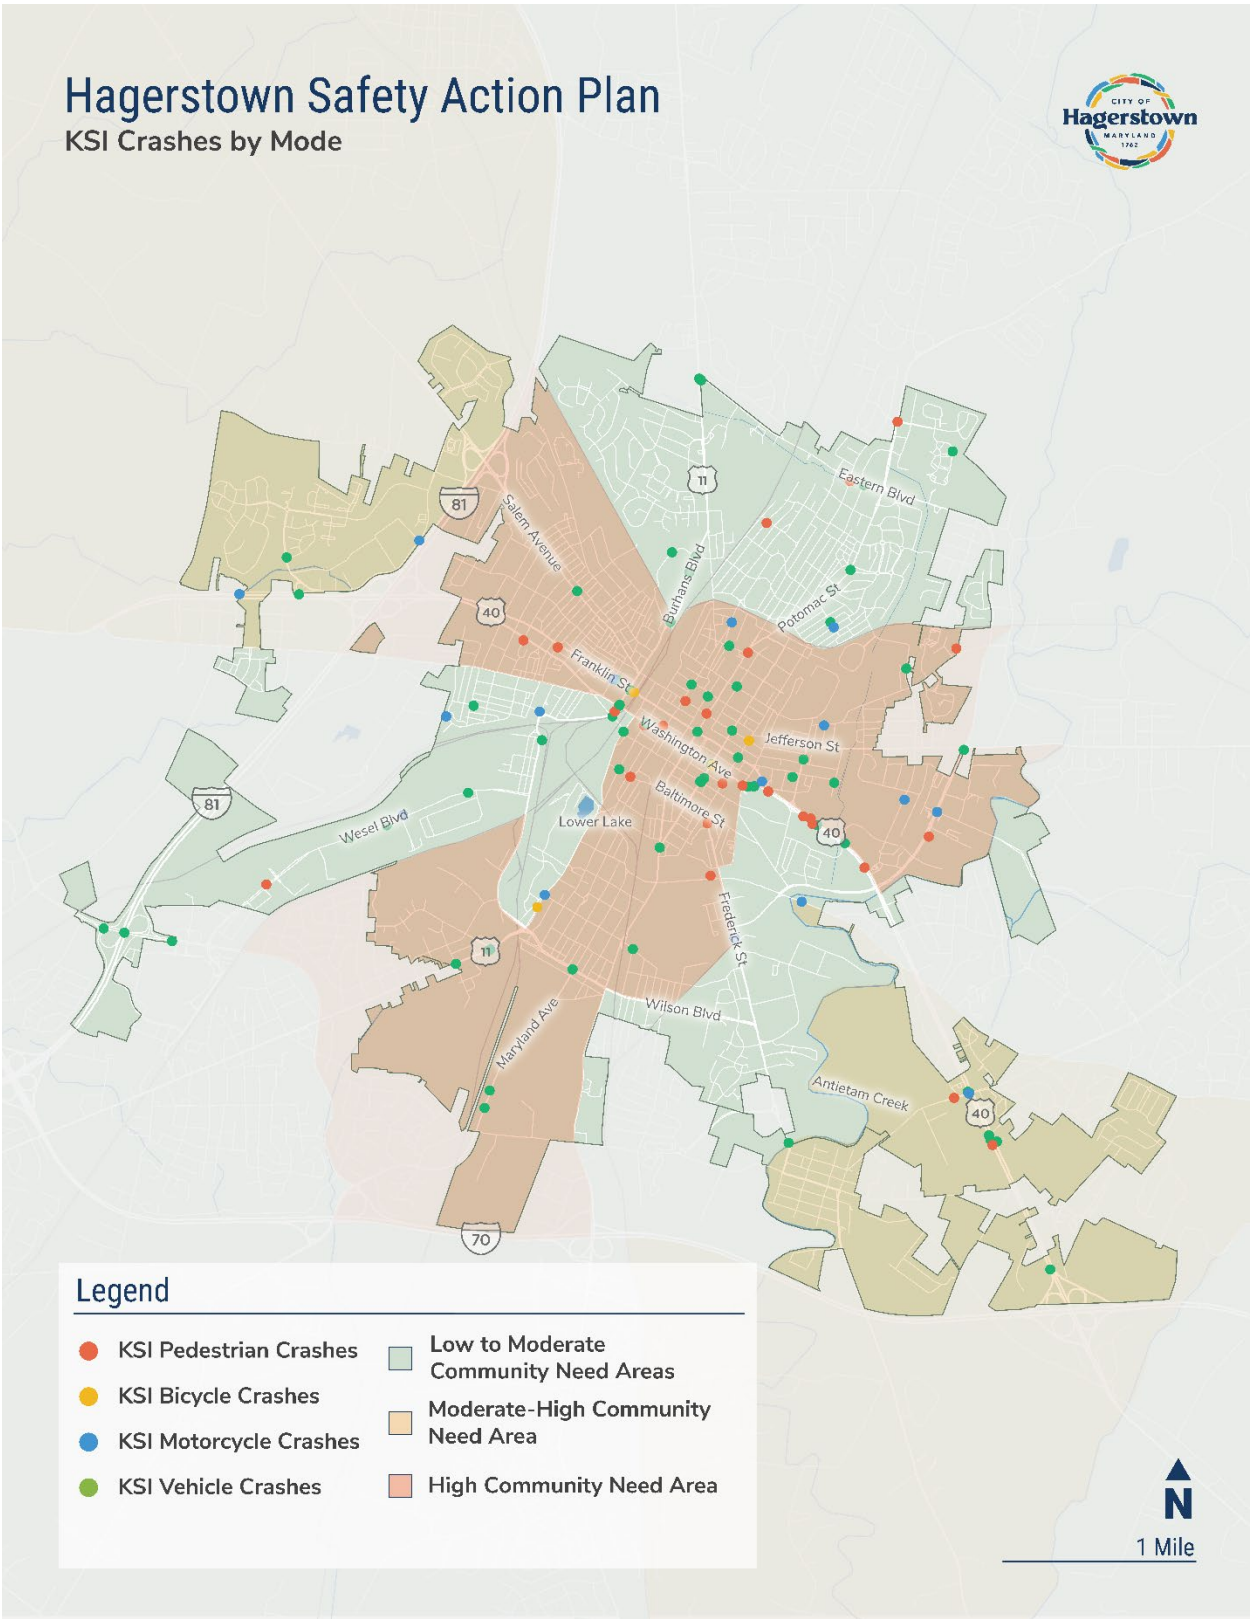 Hagerstown Safety Action Plan
KSI Crashes by Mode
CITY OF
Hagerstown
MARYLAND
1762
Eastern Blvd
11
81
Salem Avenue
Burhans Blvd
Potomac St
40
Franklin St
Washington Ave
Jefferson St
81
Baltimore St
Wesel Blvd
Lower Lake
40
Frederick St
11
Wilson Blvd
Maryland Ave
Antietam Creek
40
70
Legend
KSI Pedestrian Crashes
KSI Bicycle Crashes
KSI Motorcycle Crashes
KSI Vehicle Crashes
Low to Moderate
Community Need Areas
Moderate-High Community
Need Area
High Community Need Area
N
1 Mile